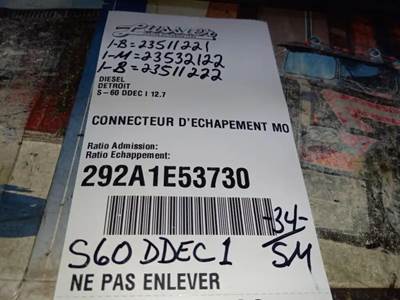 1-B=23511221
1-M=23532122
1-B=23511222
DIESEL
DETROIT
S-60 DDEC I 12.7
CONNECTEUR D'ECHAPEMENT MO
Ratio Admission:
Ratio Echappement:
292A1E53730
-34-
SM
S60 DDEC 1
NE PAS ENLEVER